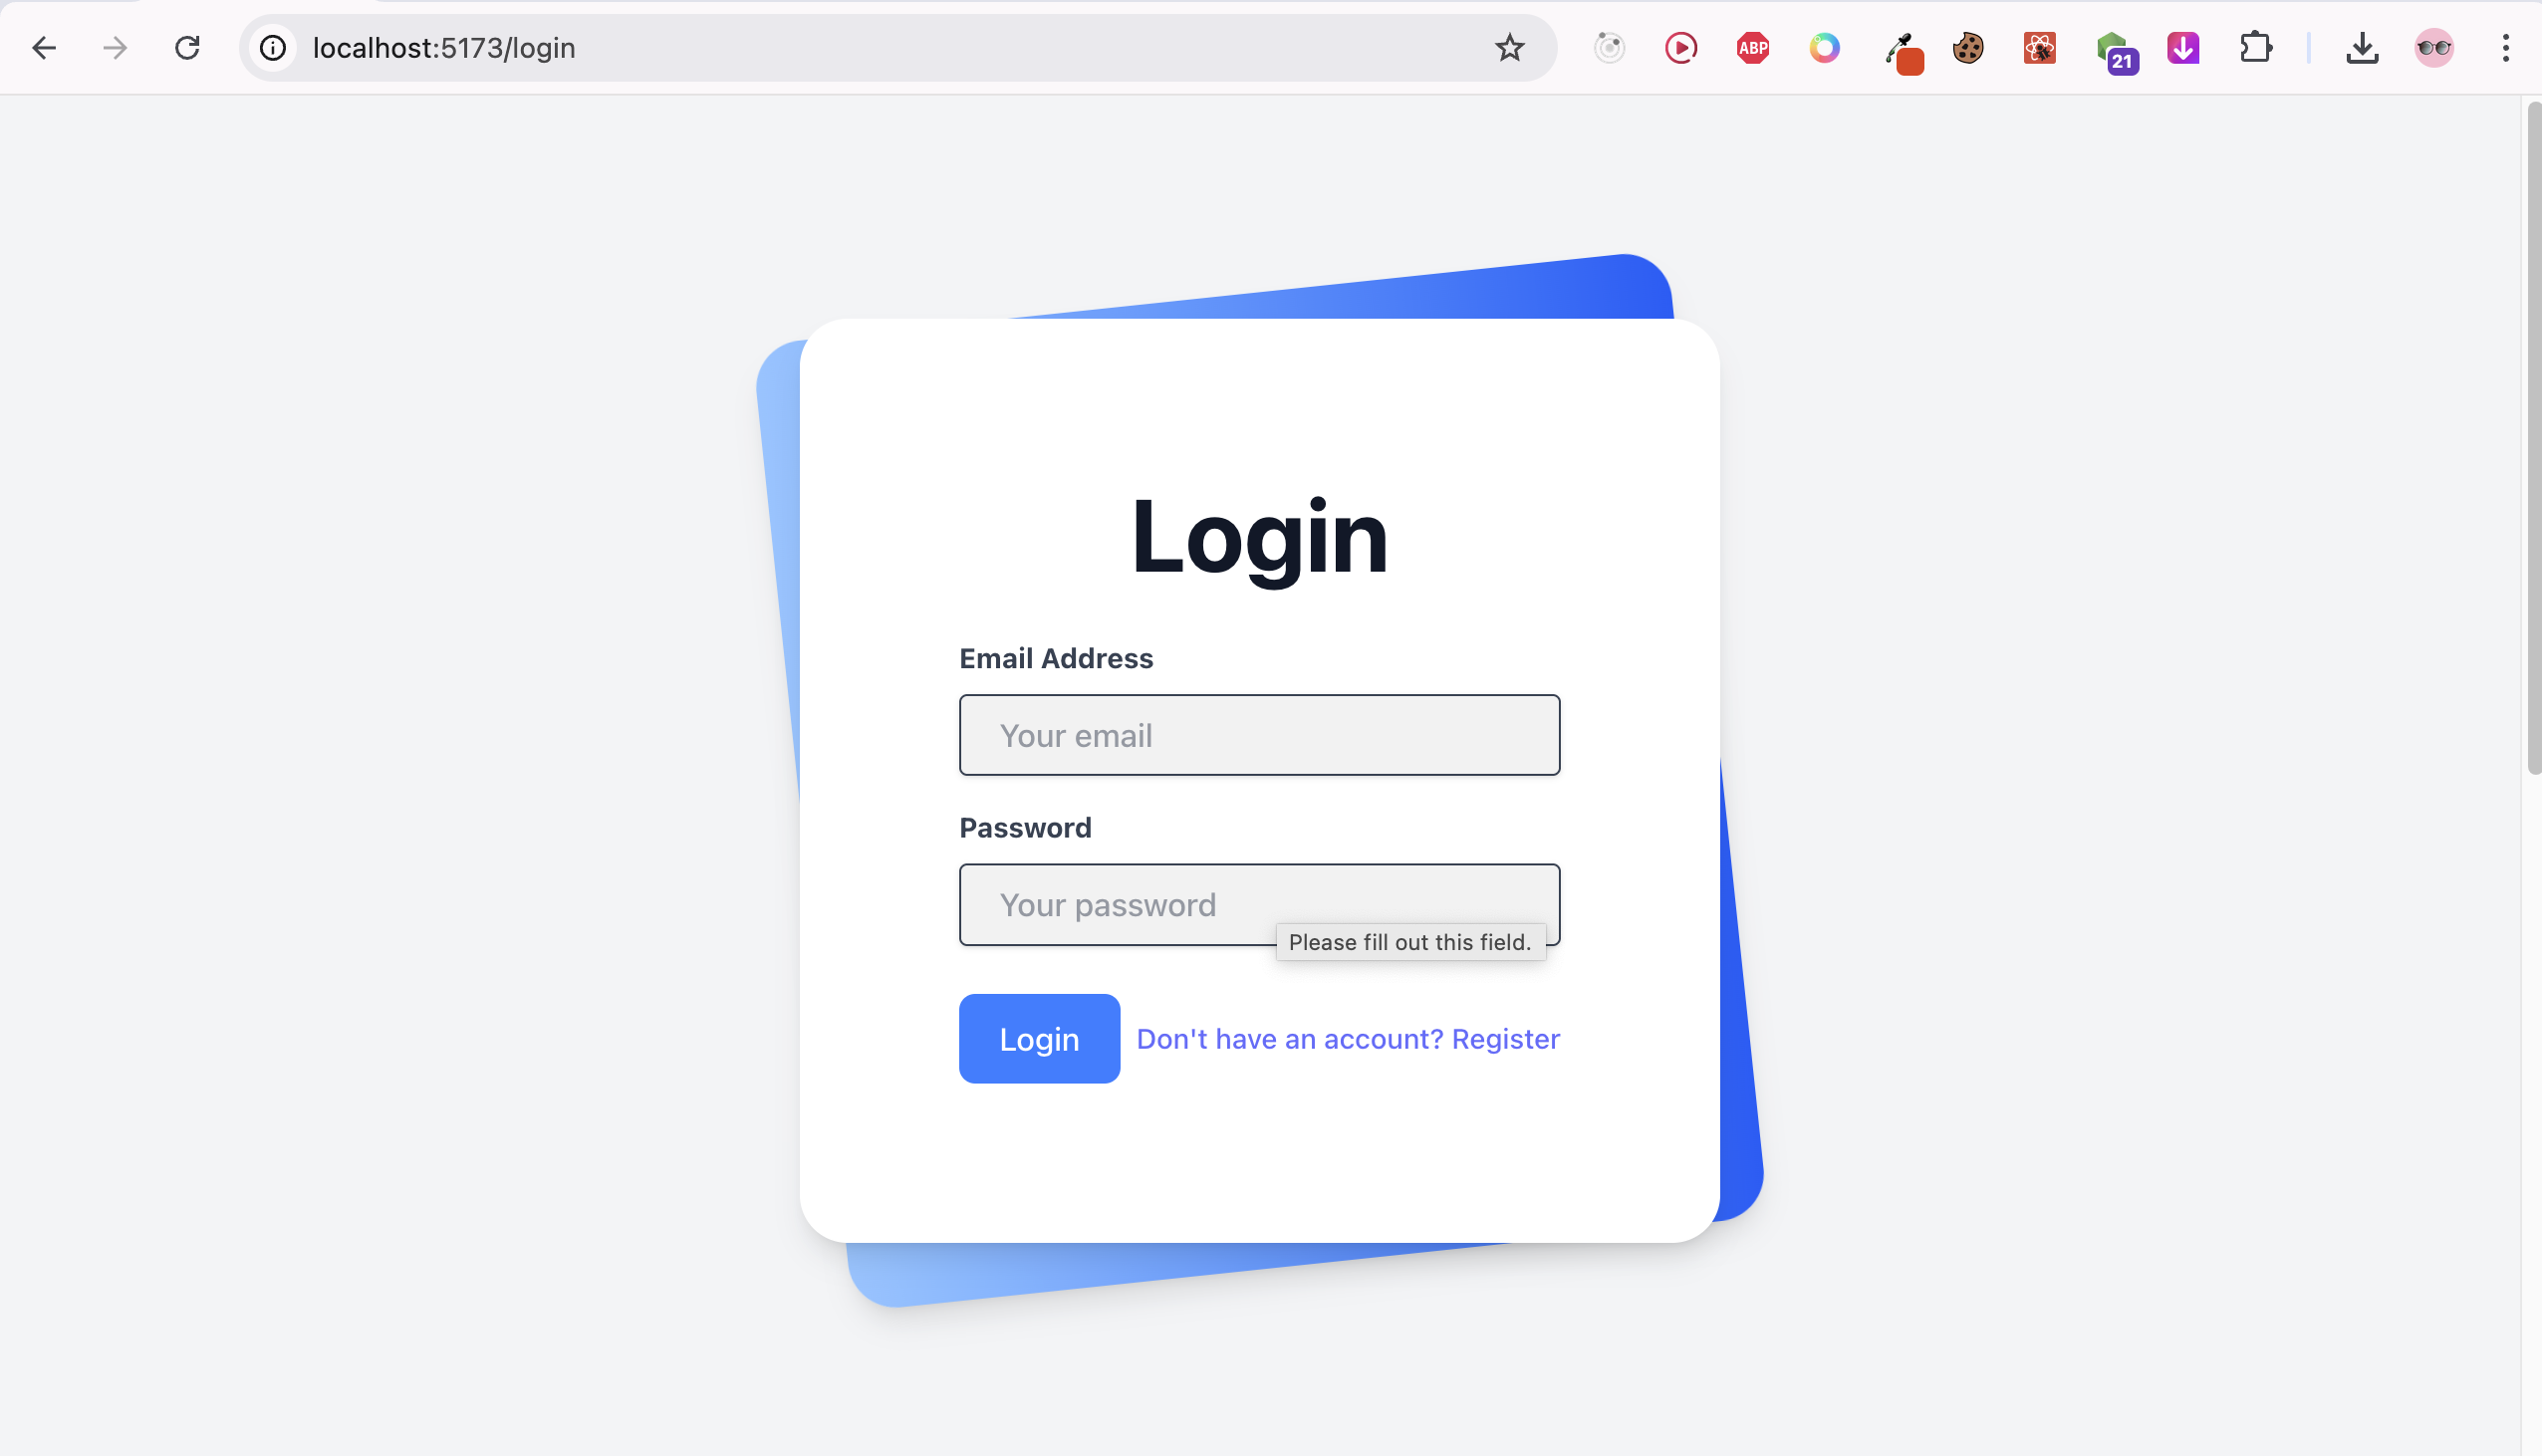 localhost:5173/login
ABP
21
Login
Email Address
Your email
Password
Your password
Please fill out this field.
Login
Don't have an account? Register